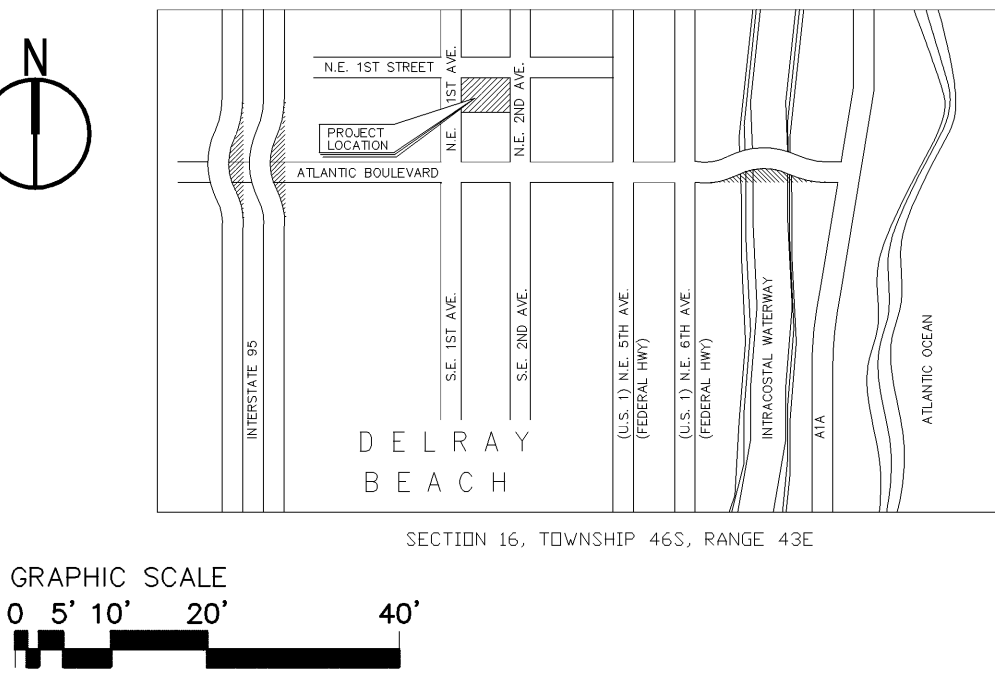 N
N.E. 1ST STREET
N.E. 1ST AVE.
N.E. 2ND AVE.
PROJECT
LOCATION
ATLANTIC BOULEVARD
INTERSTATE 95
S.E. 1ST AVE.
S.E. 2ND AVE.
(U.S. 1) N.E. 5TH AVE.
(FEDERAL HWY)
(U.S. 1) N.E. 6TH AVE.
(FEDERAL HWY)
INTRACOSTAL WATERWAY
A1A
ATLANTIC OCEAN
DELRAY
BEACH
SECTION 16, TOWNSHIP 46S, RANGE 43E
GRAPHIC SCALE
0 5' 10' 20' 40'